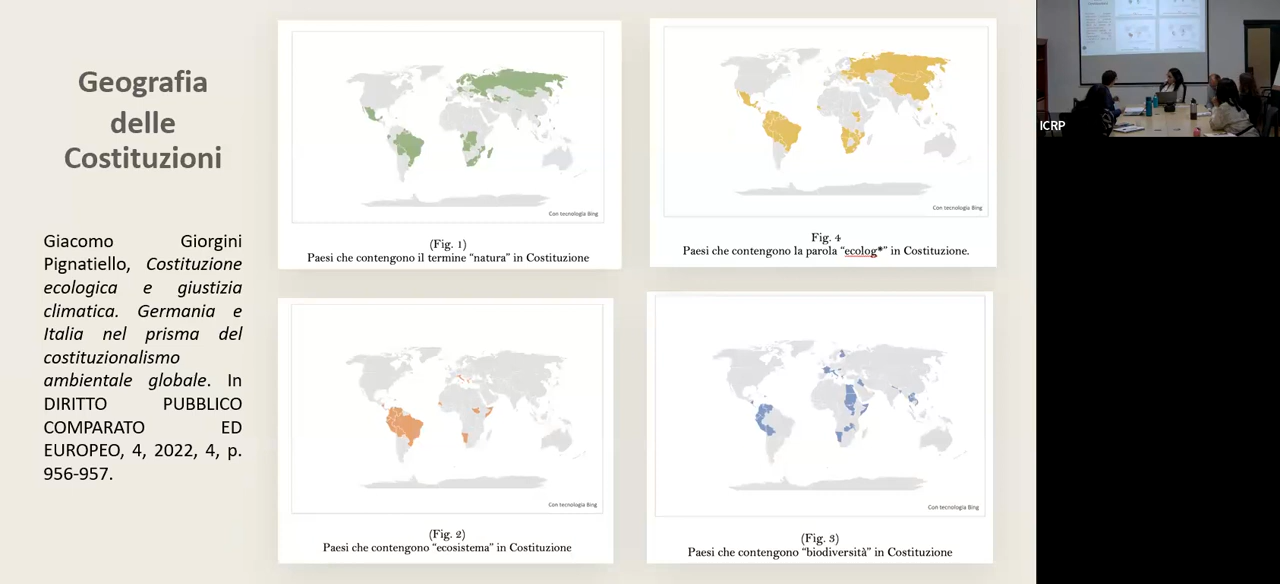 Geografia
delle
Costituzioni
Giacomo Giorgini
Pignatiello, Costituzione
ecologica e giustizia
climatica. Germania e
Italia nel prisma del
costituzionalismo
ambientale globale. In
DIRITTO PUBBLICO
COMPARATO ED
EUROPEO, 4, 2022, 4, p.
956-957.
Con tecnologia Bing
(Fig. 1)
Paesi che contengono il termine “natura” in Costituzione
Con tecnologia Bing
Fig. 4
Paesi che contengono la parola “ecolog*” in Costituzione.
Con tecnologia Bing
(Fig. 2)
Paesi che contengono “ecosistema” in Costituzione
Con tecnologia Bing
(Fig. 3)
Paesi che contengono “biodiversità” in Costituzione
ICRP